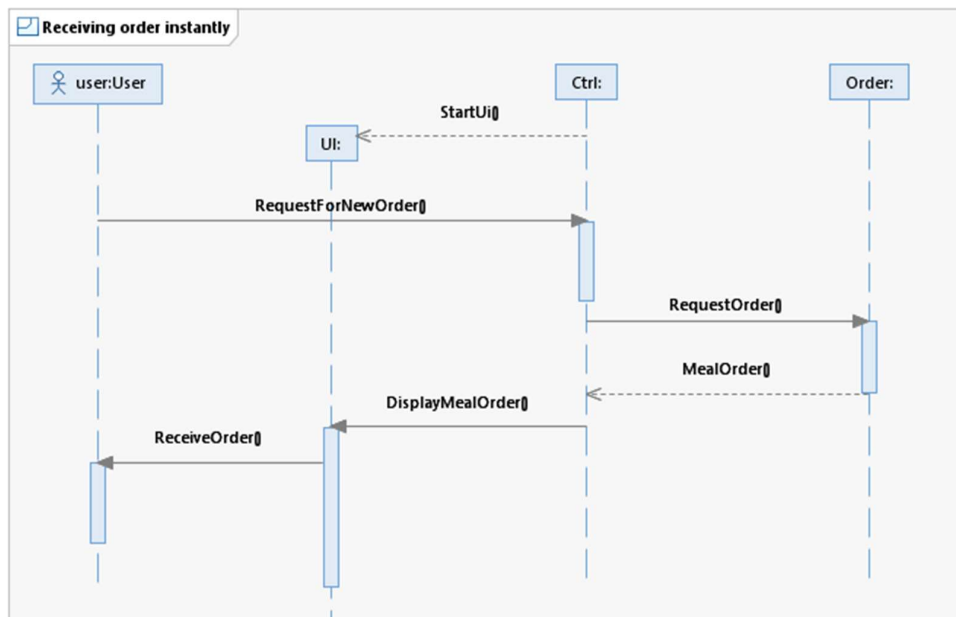 Receiving order instantly
user:User
Ctrl:
Order:
StartUi()
UI:
RequestForNewOrder()
RequestOrder()
MealOrder()
DisplayMealOrder()
ReceiveOrder()